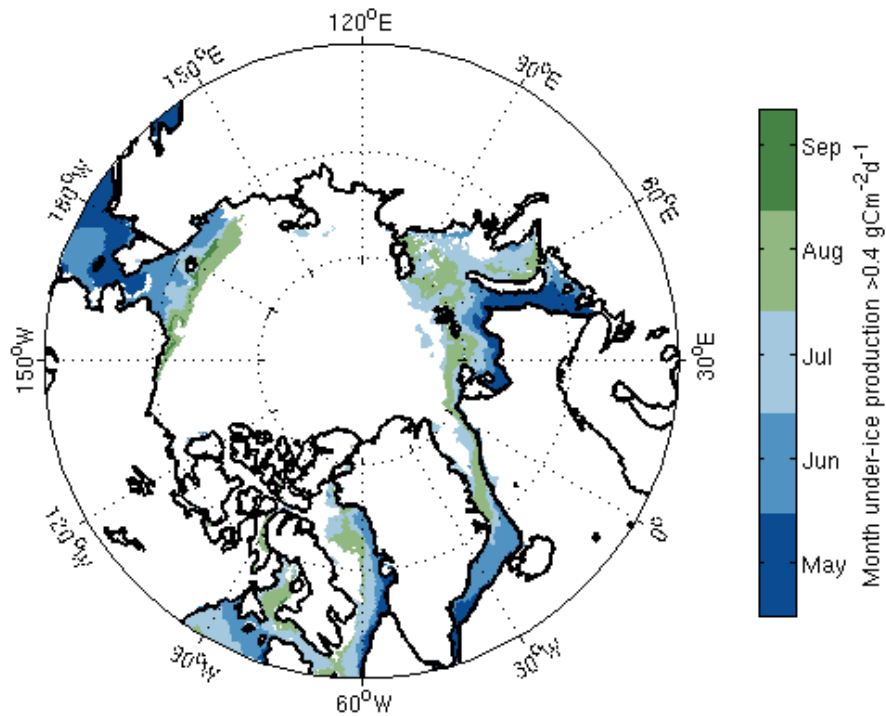 120°E
150°E
90°E
180°W
60°E
150°W
30°E
120°W
0°
90°W
30°W
60°W
Sep
Aug
Jul
Jun
May
Month under-ice production >0.4 gCm⁻²d⁻¹